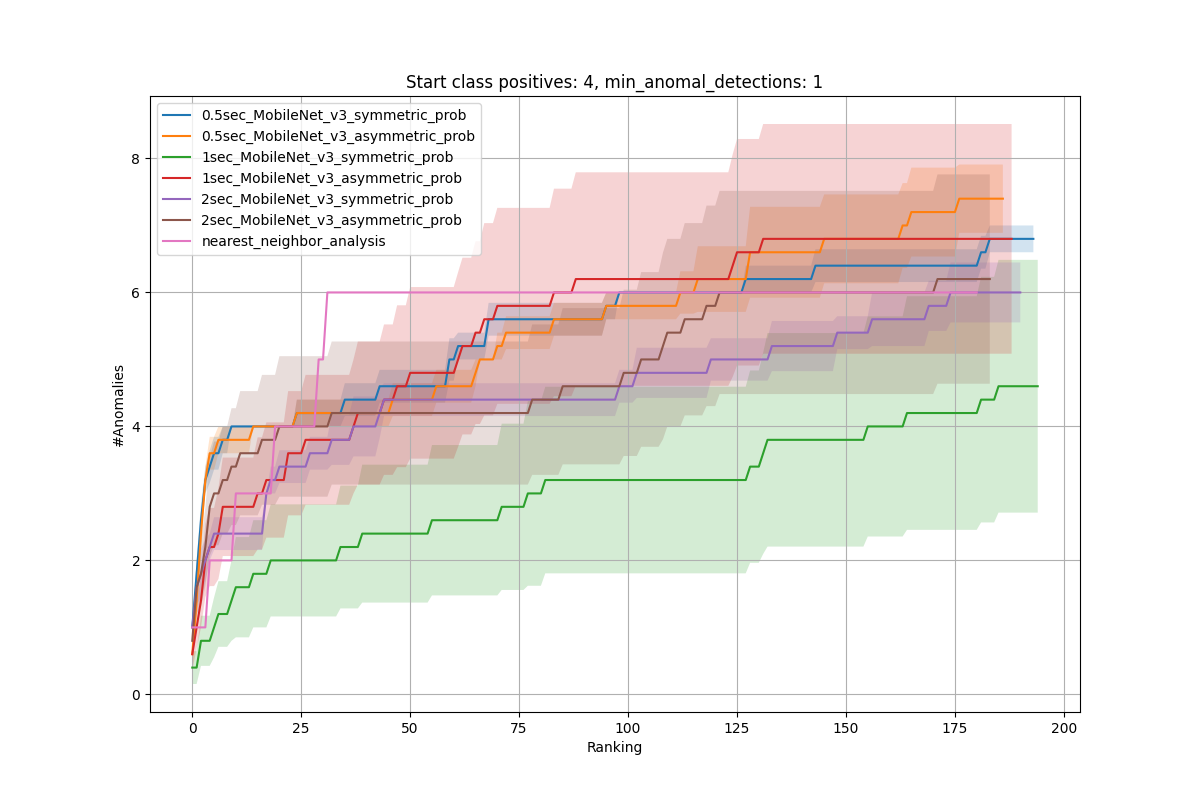 Start class positives: 4, min_anomal_detections: 1
0.5sec_MobileNet_v3_symmetric_prob
0.5sec_MobileNet_v3_asymmetric_prob
1sec_MobileNet_v3_symmetric_prob
1sec_MobileNet_v3_asymmetric_prob
2sec_MobileNet_v3_symmetric_prob
2sec_MobileNet_v3_asymmetric_prob
nearest_neighbor_analysis
#Anomalies
8
6
4
2
0
0 25 50 75 100 125 150 175 200
Ranking